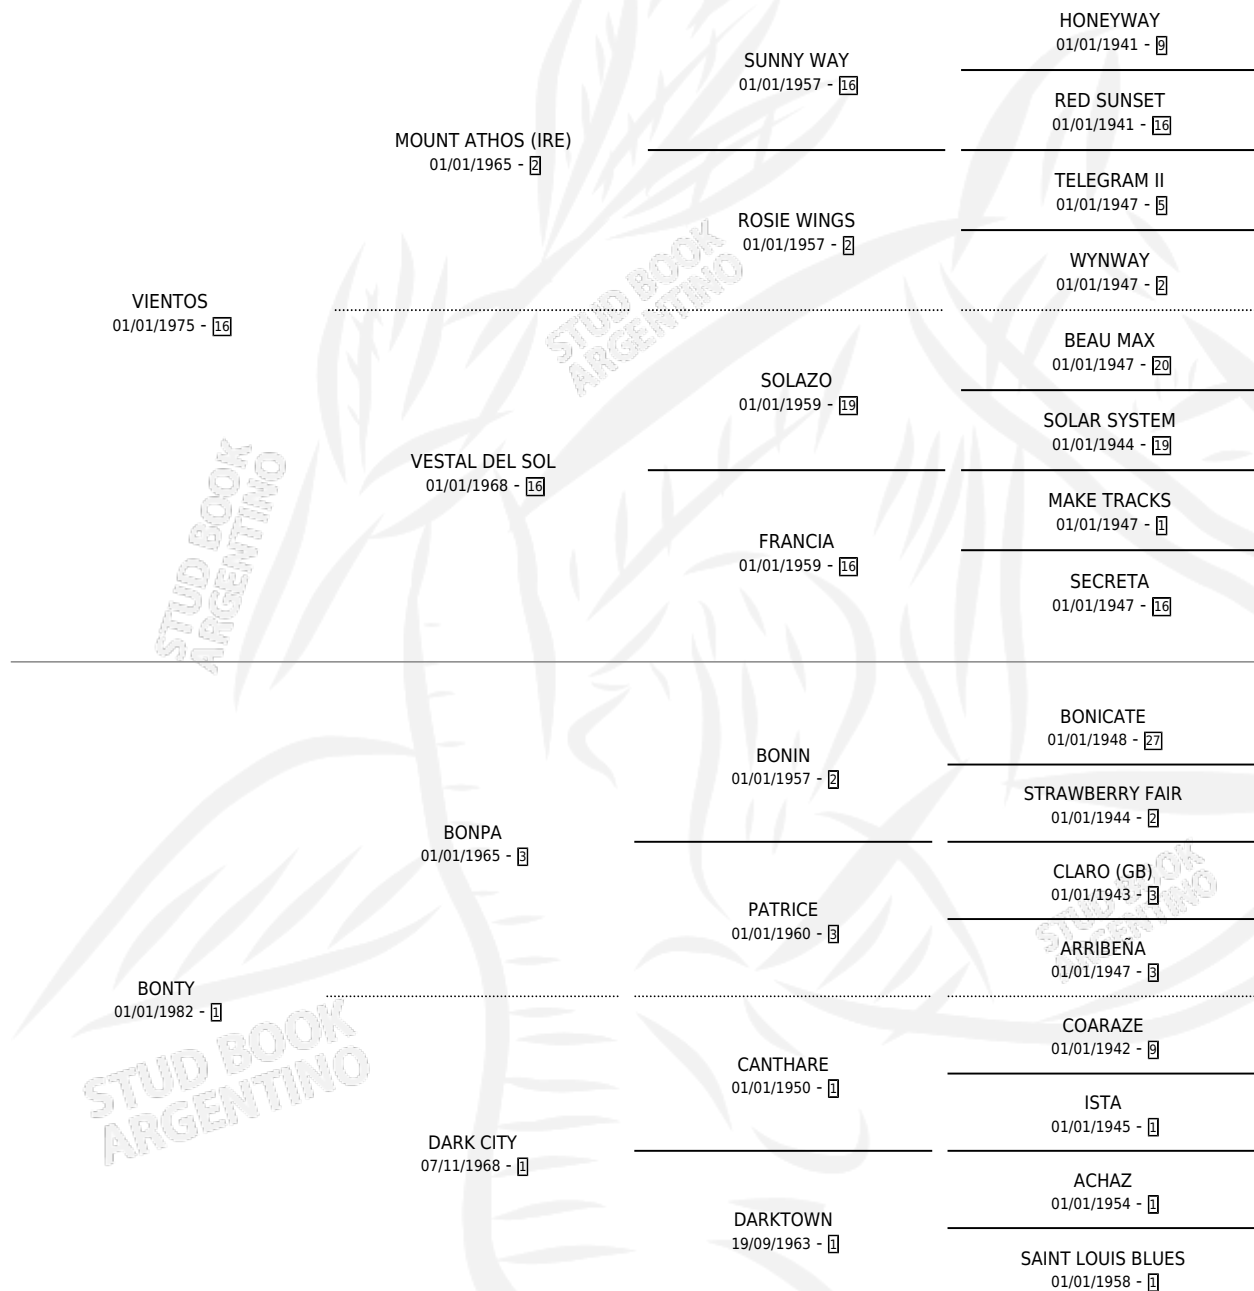 HONEYWAY
01/01/1941 - 9
SUNNY WAY
01/01/1957 - 16
RED SUNSET
01/01/1941 - 16
MOUNT ATHOS (IRE)
01/01/1965 - 2
TELEGRAM II
01/01/1947 - 5
ROSIE WINGS
01/01/1957 - 2
WYNWAY
01/01/1947 - 2
VIENTOS
01/01/1975 - 16
BEAU MAX
01/01/1947 - 20
SOLAZO
01/01/1959 - 19
SOLAR SYSTEM
01/01/1944 - 19
VESTAL DEL SOL
01/01/1968 - 16
MAKE TRACKS
01/01/1947 - 1
FRANCIA
01/01/1959 - 16
SECRETA
01/01/1947 - 16
BONICATE
01/01/1948 - 27
BONIN
01/01/1957 - 2
STRAWBERRY FAIR
01/01/1944 - 2
BONPA
01/01/1965 - 3
CLARO (GB)
01/01/1943 - 3
PATRICE
01/01/1960 - 3
ARRIBEÑA
01/01/1947 - 3
BONTY
01/01/1982 - 1
COARAZE
01/01/1942 - 9
CANTHARE
01/01/1950 - 1
ISTA
01/01/1945 - 1
DARK CITY
07/11/1968 - 1
ACHAZ
01/01/1954 - 1
DARKTOWN
19/09/1963 - 1
SAINT LOUIS BLUES
01/01/1958 - 1
STUD BOOK
ARGENTINO
STUD BOOK
ARGENTINO
STUD BOOK
ARGENTINO
STUD BOOK
ARGENTINO